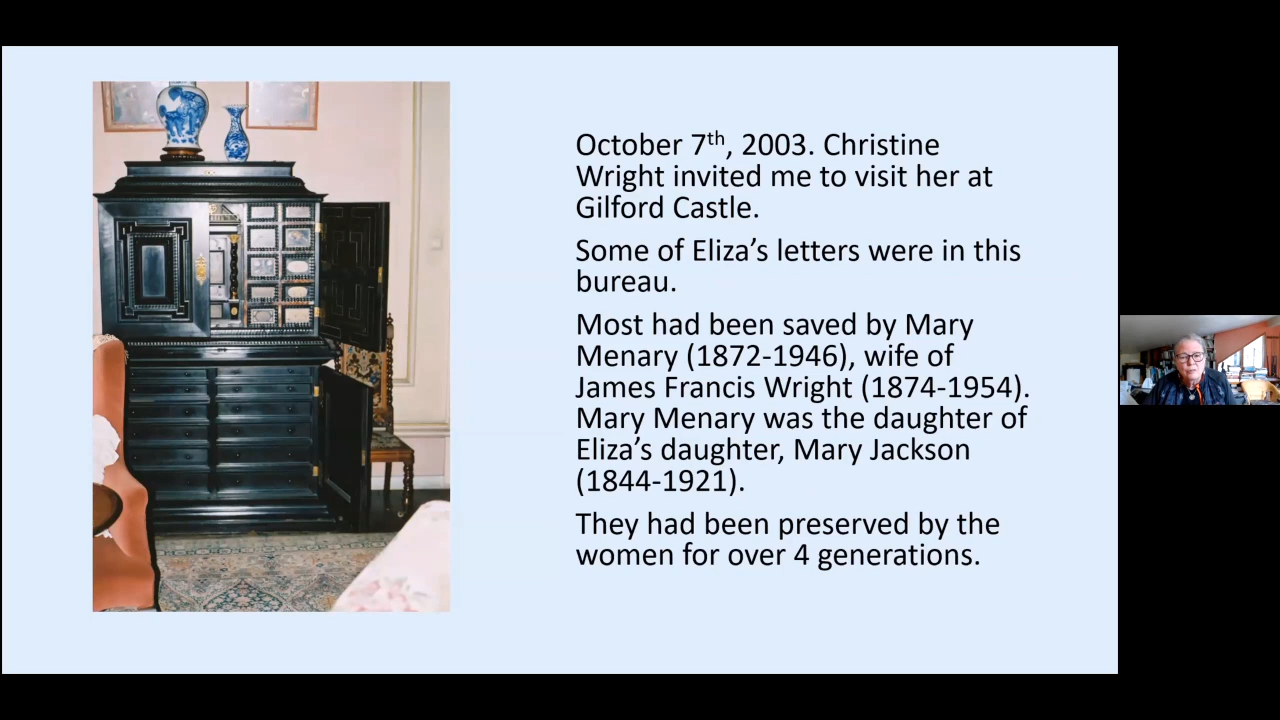 October 7th, 2003. Christine
Wright invited me to visit her at
Gilford Castle.
Some of Eliza’s letters were in this
bureau.
Most had been saved by Mary
Menary (1872-1946), wife of
James Francis Wright (1874-1954).
Mary Menary was the daughter of
Eliza’s daughter, Mary Jackson
(1844-1921).
They had been preserved by the
women for over 4 generations.